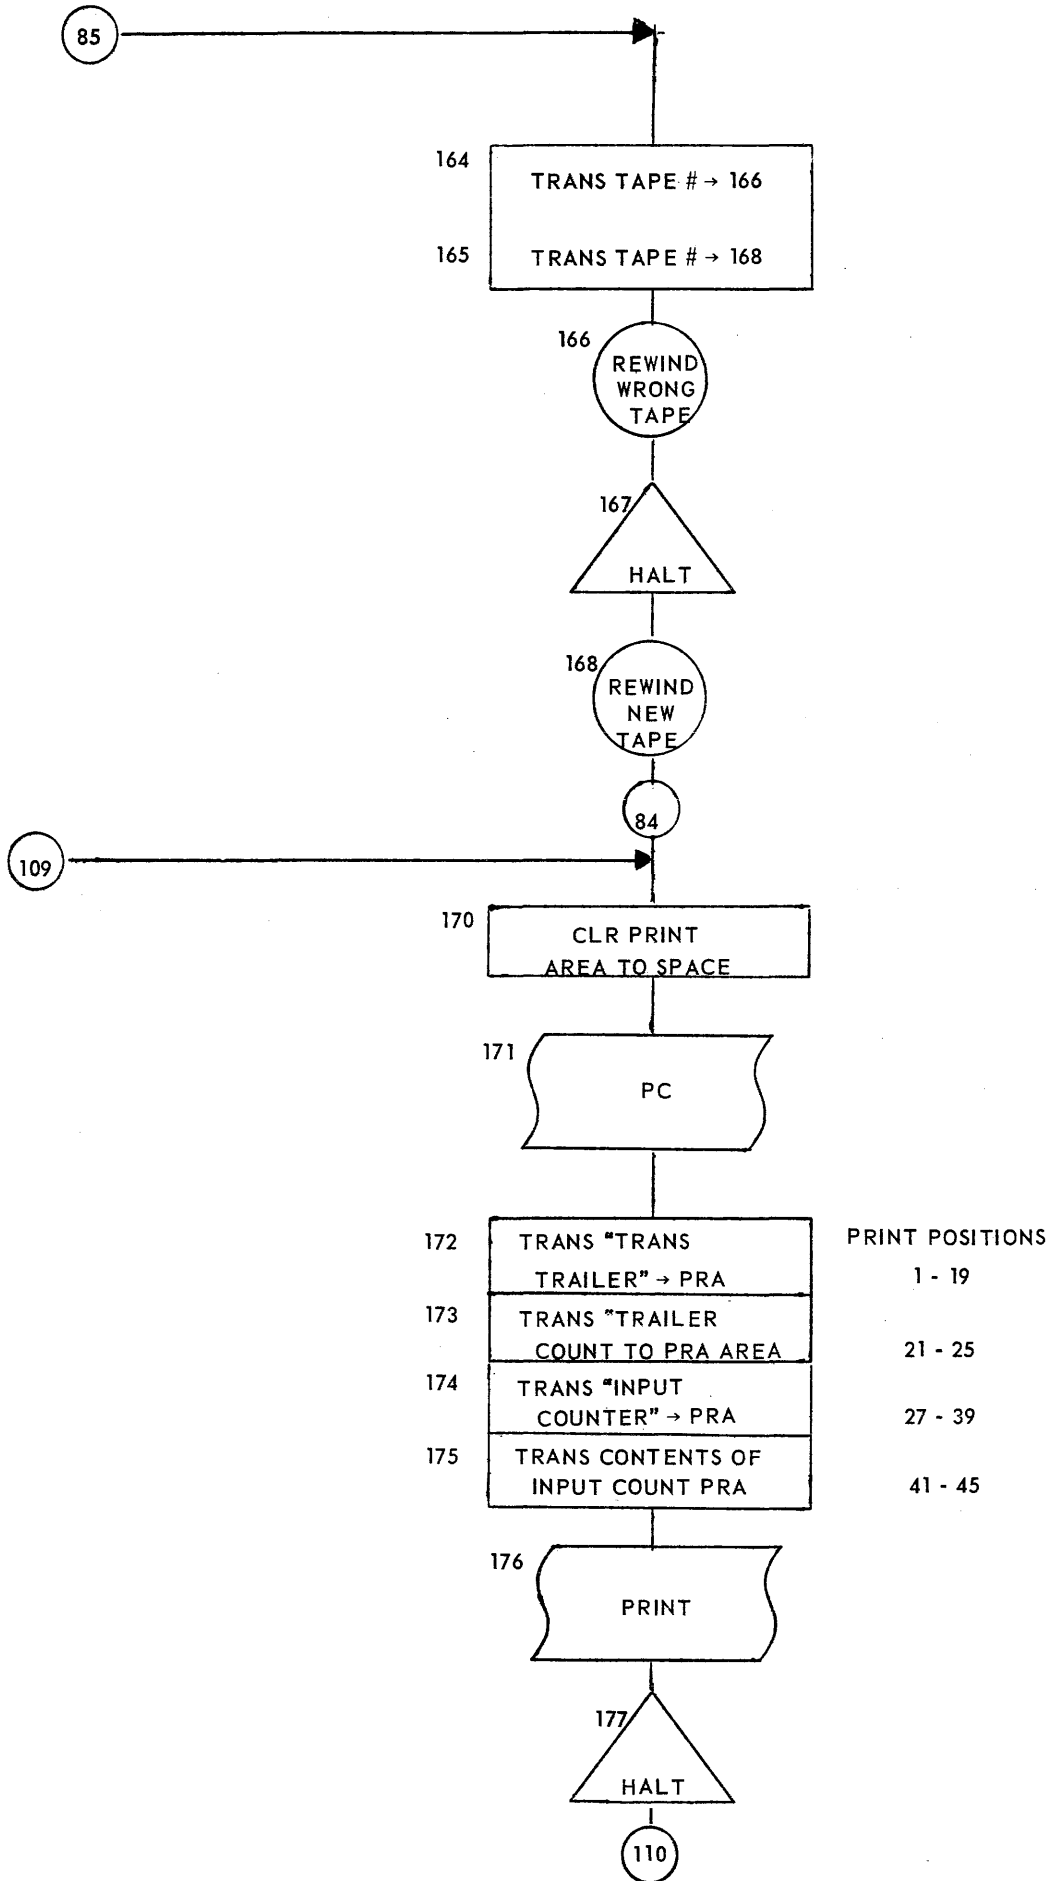 85
164
TRANS TAPE # → 166
165
TRANS TAPE # → 168
166
REWIND
WRONG
TAPE
167
HALT
168
REWIND
NEW
TAPE
84
109
170
CLR PRINT
AREA TO SPACE
171
PC
172
TRANS "TRANS
PRINT POSITIONS
TRAILER" → PRA
1 - 19
173
TRANS "TRAILER
COUNT TO PRA AREA
21 - 25
174
TRANS "INPUT
COUNTER" → PRA
27 - 39
175
TRANS CONTENTS OF
INPUT COUNT PRA
41 - 45
176
PRINT
177
HALT
110